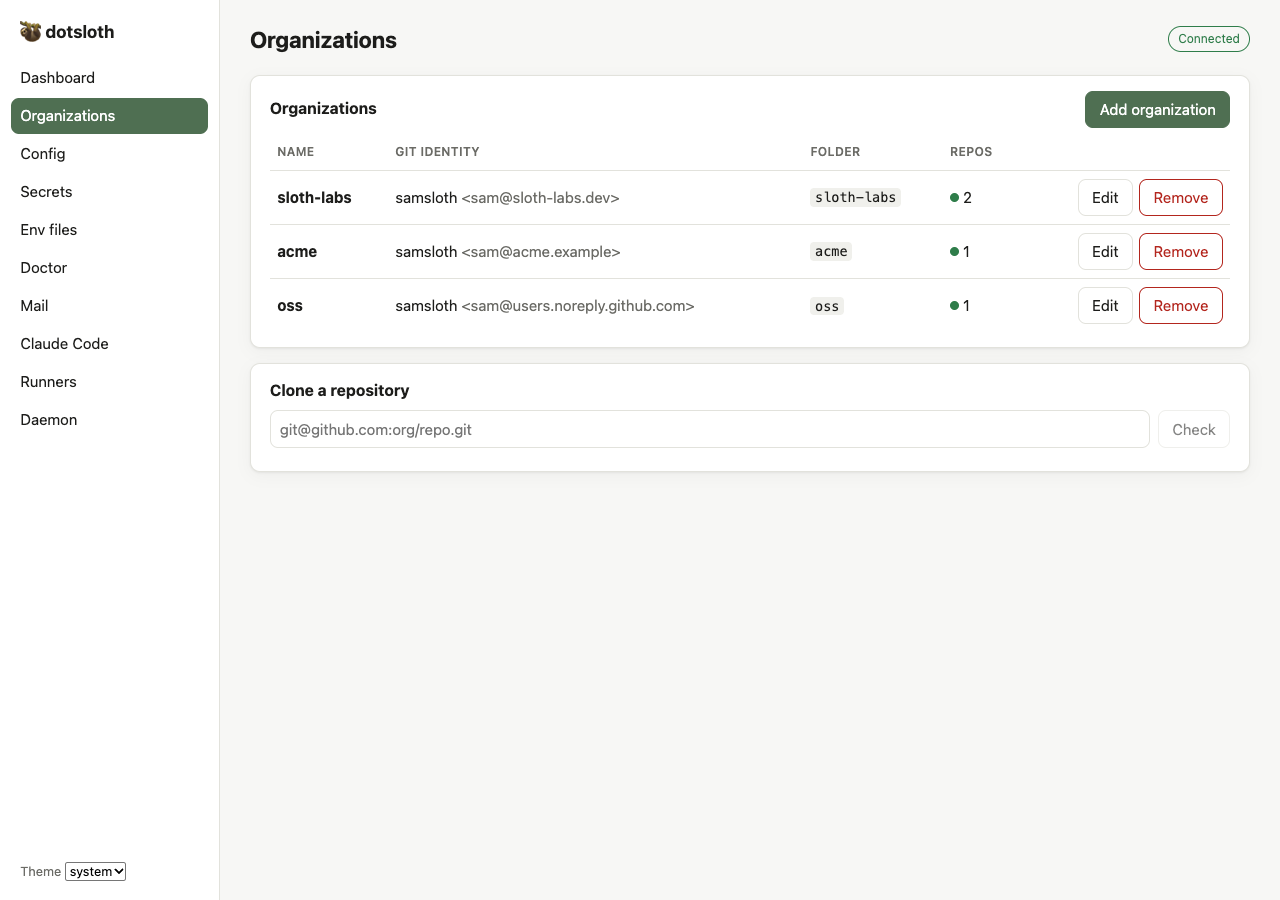 dotsloth
Dashboard
Organizations
Config
Secrets
Env files
Doctor
Mail
Claude Code
Runners
Daemon
Theme system
Organizations
Connected
Organizations
Add organization
NAME GIT IDENTITY FOLDER REPOS
sloth-labs samsloth <sam@sloth-labs.dev> sloth-labs 2 Edit Remove
acme samsloth <sam@acme.example> acme 1 Edit Remove
oss samsloth <sam@users.noreply.github.com> oss 1 Edit Remove
Clone a repository
git@github.com:org/repo.git Check